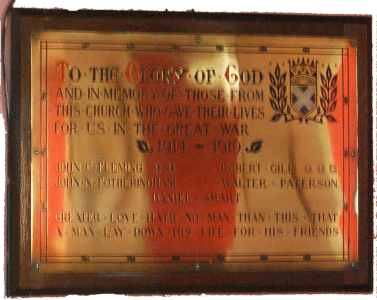 TO · THE · GLORY · OF · GOD
AND · IN · MEMORY · OF · THOSE · FROM
THIS · CHURCH · WHO · GAVE · THEIR · LIVES
FOR · US · IN · THE · GREAT · WAR
1914 ~ 1919
JOHN · C · FLEMING ROBERT · GILL
JOHN · N · FOTHERINGHAM WALTER · PATERSON
DANIEL · SMART
GREATER · LOVE · HATH · NO · MAN · THAN · THIS · THAT
A · MAN · LAY · DOWN · HIS · LIFE · FOR · HIS · FRIENDS